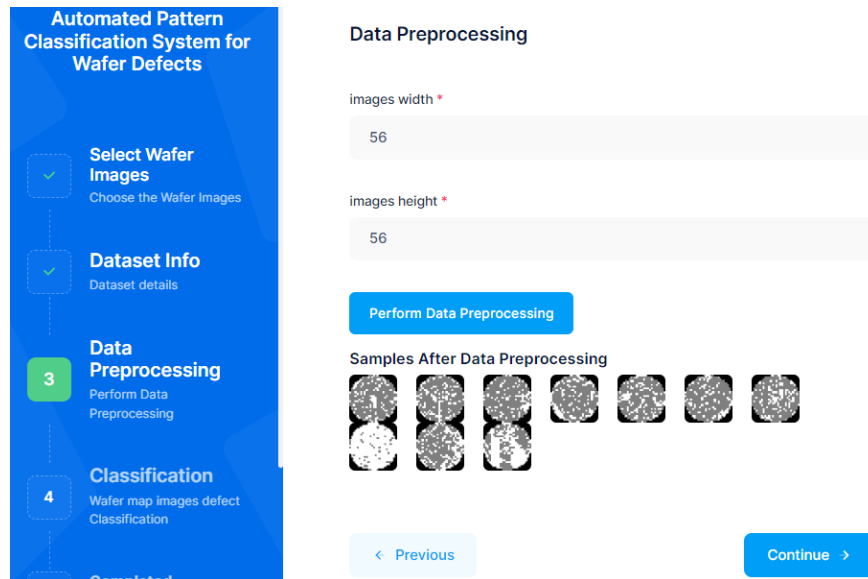 Automated Pattern
Classification System for
Wafer Defects
Select Wafer
Images
Choose the Wafer Images
Dataset Info
Dataset details
3
Data
Preprocessing
Perform Data
Preprocessing
4
Classification
Wafer map images defect
Classification
Completed
Data Preprocessing
images width *
56
images height *
56
Perform Data Preprocessing
Samples After Data Preprocessing
Previous
Continue